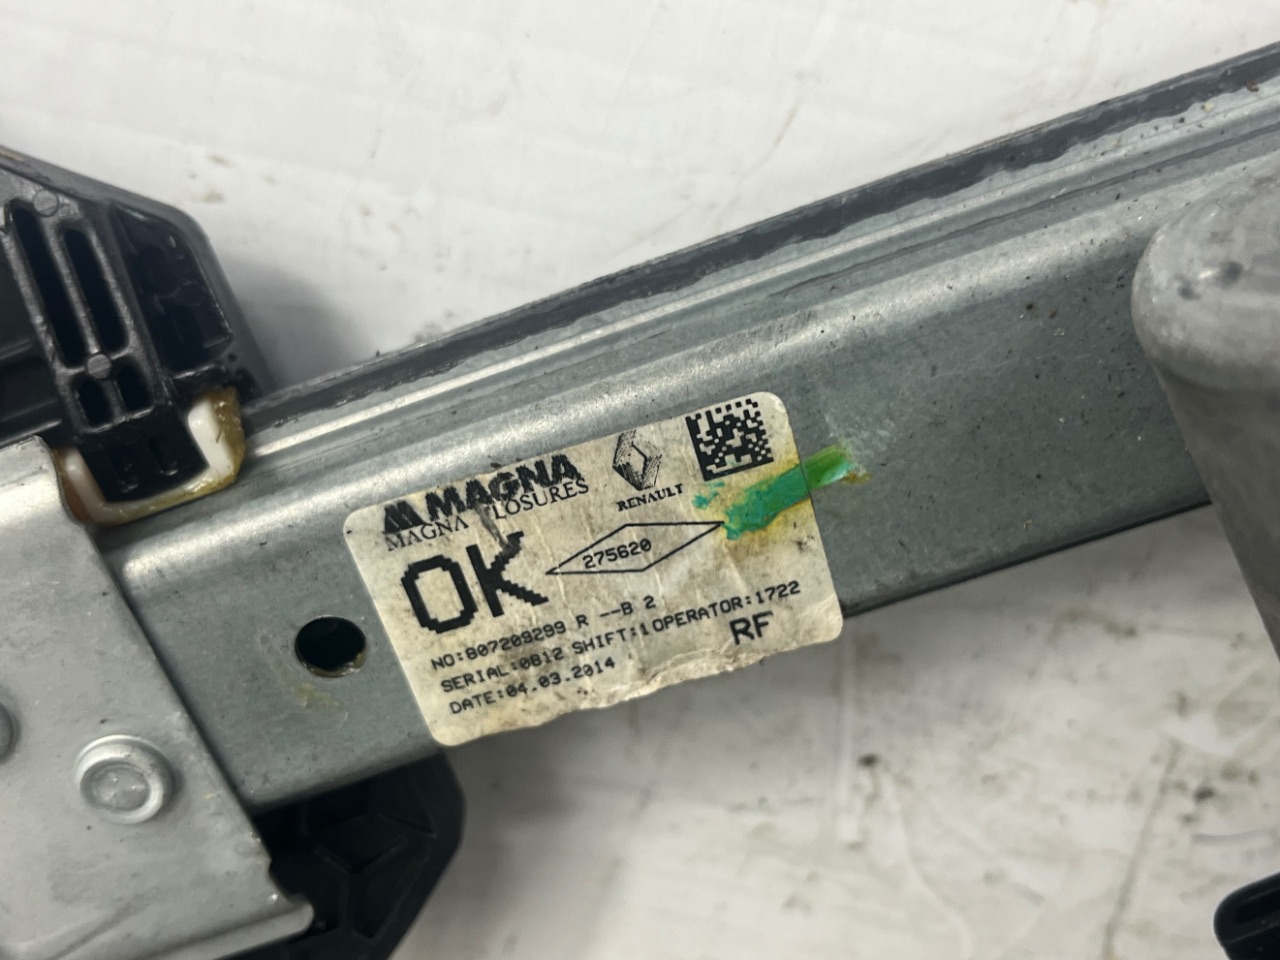 MAGNA
MAGNA CLOSURES
RENAULT
OK
275620
NO:807209299 R --B 2
SERIAL:0812 SHIFT:1 OPERATOR:1722
DATE:04.03.2014
RF